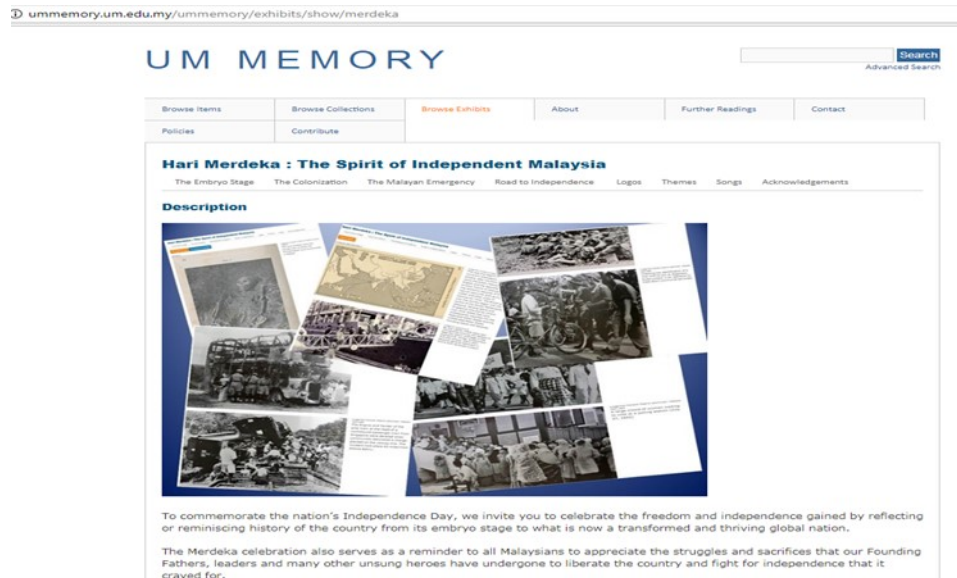 ummemory.um.edu.my/ummemory/exhibits/show/merdeka
UM MEMORY
Search
Advanced Search
Browse Items Browse Collections Browse Exhibits About Further Readings Contact
Policies Contribute
Hari Merdeka : The Spirit of Independent Malaysia
The Embryo Stage The Colonization The Malayan Emergency Road to Independence Logos Themes Songs Acknowledgements
Description
To commemorate the nation's Independence Day, we invite you to celebrate the freedom and independence gained by reflecting
or reminiscing history of the country from its embryo stage to what is now a transformed and thriving global nation.
The Merdeka celebration also serves as a reminder to all Malaysians to appreciate the struggles and sacrifices that our Founding
Fathers, leaders and many other unsung heroes have undergone to liberate the country and fight for independence that it
craved for.